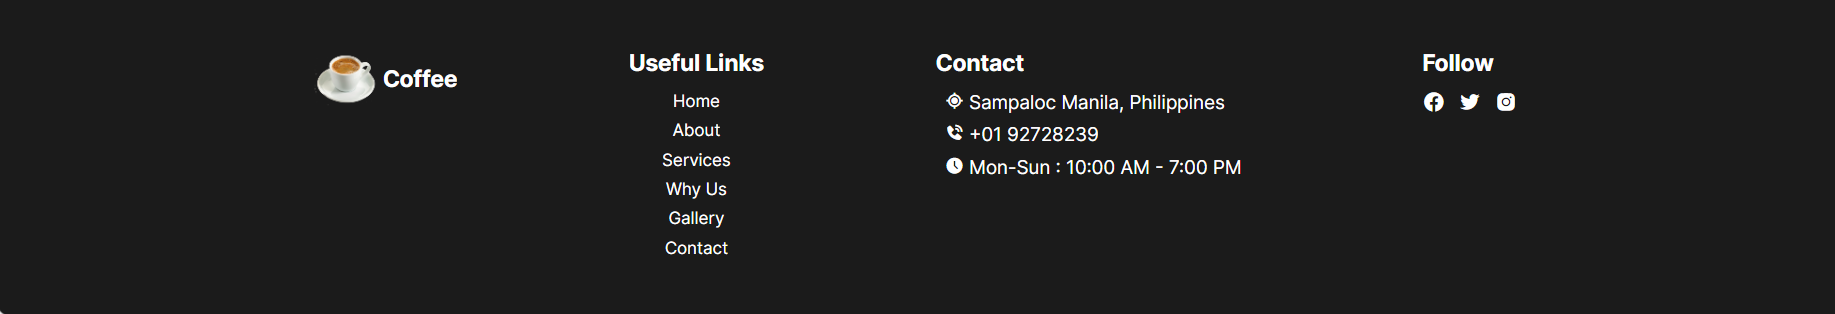 Coffee
Useful Links
Home
About
Services
Why Us
Gallery
Contact
Contact
Sampaloc Manila, Philippines
+01 92728239
Mon-Sun : 10:00 AM - 7:00 PM
Follow